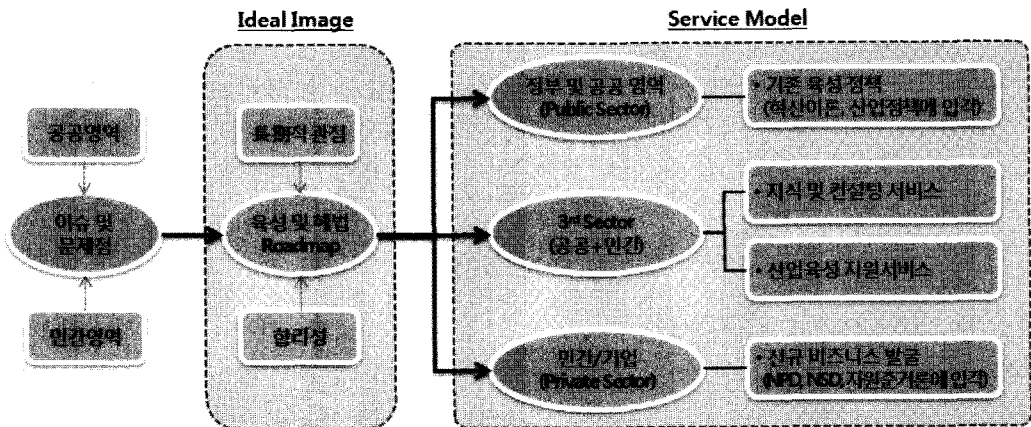 Ideal Image
Service Model
공공영역
이슈 및
문제점
민간영역
장기적 관점
육성 및 해법
Roadmap
합리성
정부 및 공공 영역
(Public Sector)
• 기존 육성 정책
(혁신이론, 산업정책에 입각)
3rd Sector
(공공+민간)
• 지식 및 컨설팅 서비스
• 산업육성 지원서비스
민간/기업
(Private Sector)
• 신규 비즈니스 발굴
(NPD, NSD, 자원준거론에 입각)